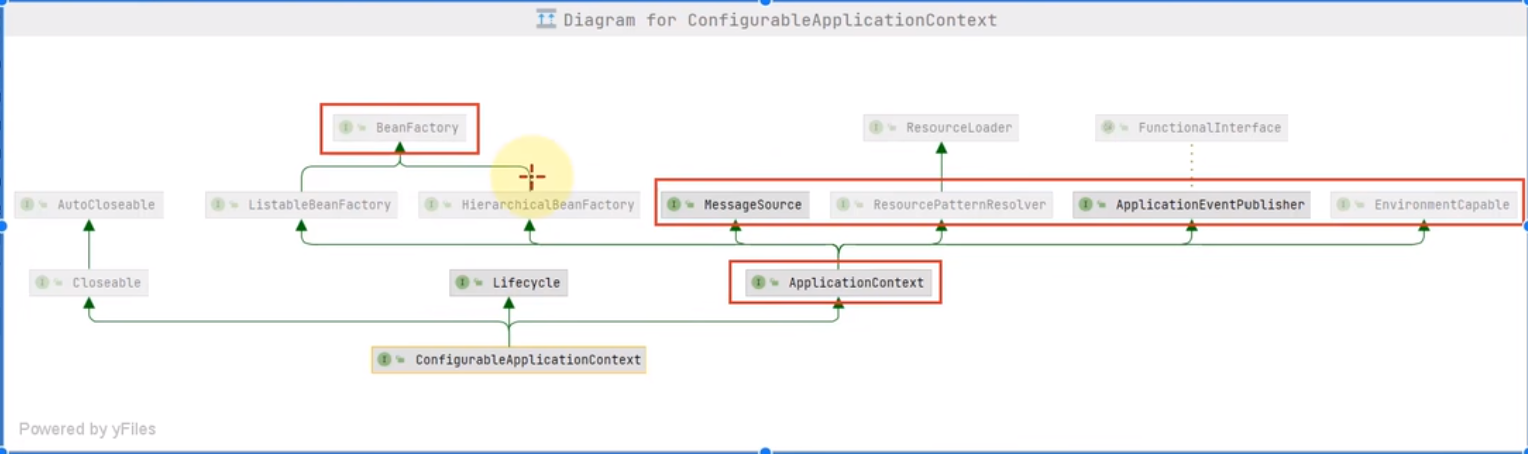 Diagram for ConfigurableApplicationContext
BeanFactory
ResourceLoader
FunctionalInterface
AutoCloseable
ListableBeanFactory
HierarchicalBeanFactory
MessageSource
ResourcePatternResolver
ApplicationEventPublisher
EnvironmentCapable
Closeable
Lifecycle
ApplicationContext
ConfigurableApplicationContext
Powered by yFiles